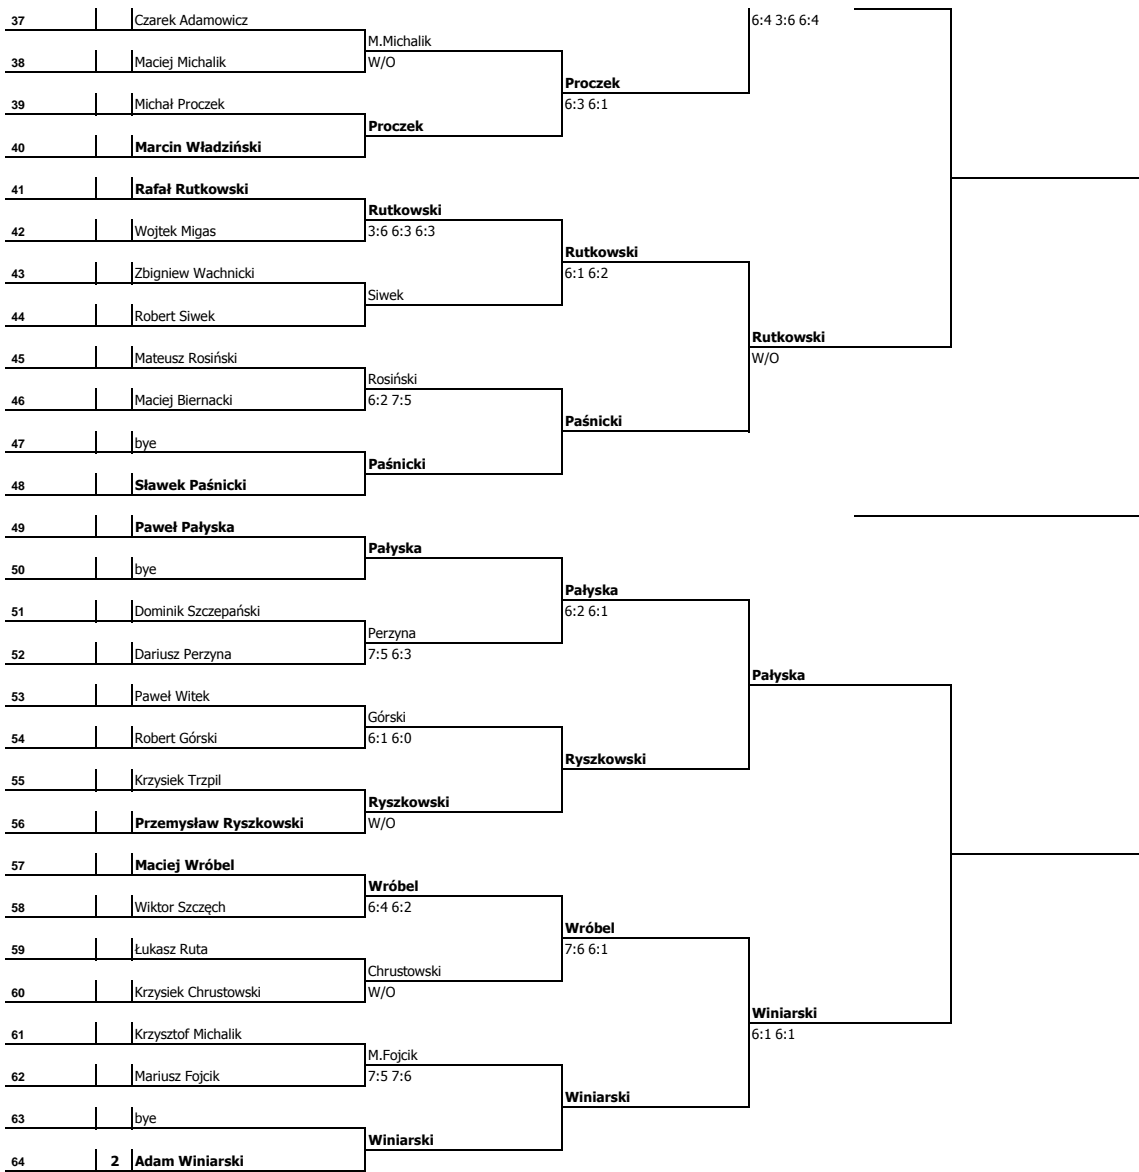 37 Czarek Adamowicz 6:4 3:6 6:4
M.Michalik
38 Maciej Michalik W/O
Proczek
39 Michał Proczek 6:3 6:1
Proczek
40 Marcin Władziński
41 Rafał Rutkowski
Rutkowski
42 Wojtek Migas 3:6 6:3 6:3
Rutkowski
43 Zbigniew Wachnicki 6:1 6:2
Siwek
44 Robert Siwek
Rutkowski
45 Mateusz Rosiński W/O
Rosiński
46 Maciej Biernacki 6:2 7:5
Paśnicki
47 bye
Paśnicki
48 Sławek Paśnicki
49 Paweł Pałyska
Pałyska
50 bye
Pałyska
51 Dominik Szczepański 6:2 6:1
Perzyna
52 Dariusz Perzyna 7:5 6:3
Pałyska
53 Paweł Witek
Górski
54 Robert Górski 6:1 6:0
Ryszkowski
55 Krzysiek Trzpil
Ryszkowski
56 Przemysław Ryszkowski W/O
57 Maciej Wróbel
Wróbel
58 Wiktor Szczęch 6:4 6:2
Wróbel
59 Łukasz Ruta 7:6 6:1
Chrustowski
60 Krzysiek Chrustowski W/O
Winiarski
61 Krzysztof Michalik 6:1 6:1
M.Fojcik
62 Mariusz Fojcik 7:5 7:6
Winiarski
63 bye
Winiarski
64 2 Adam Winiarski